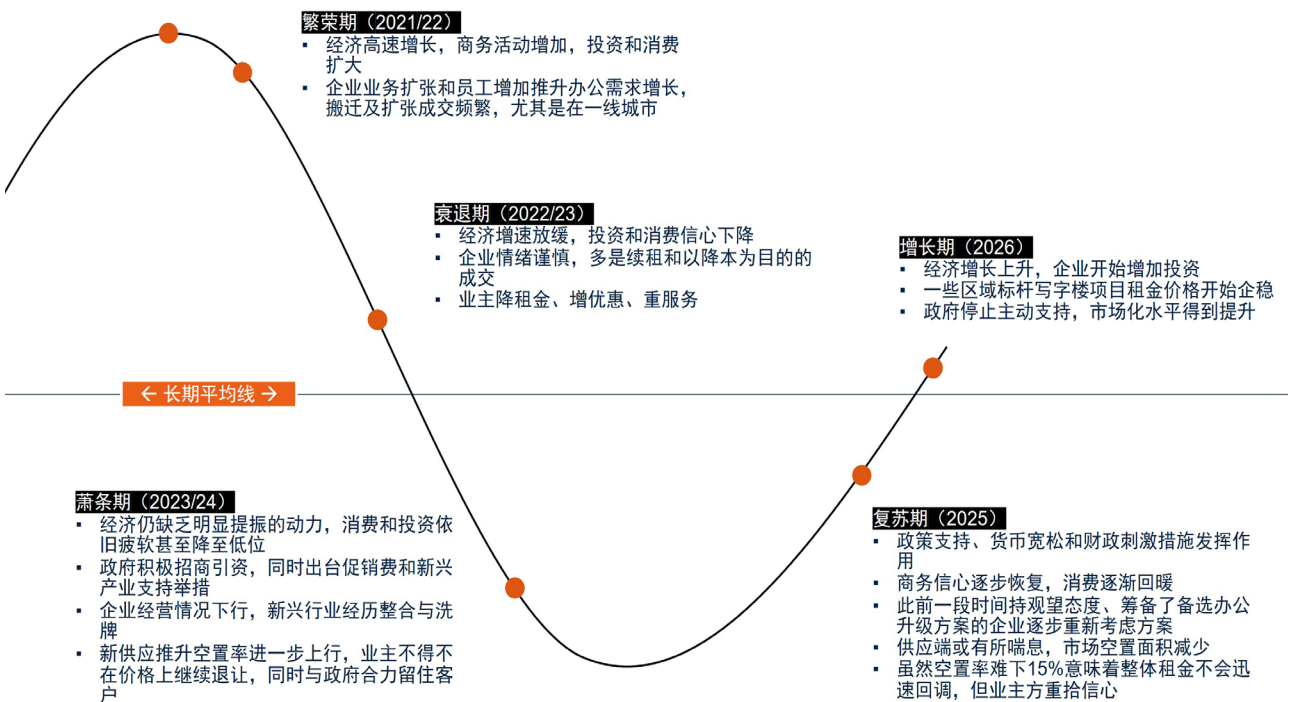 繁荣期（2021/22）
▪ 经济高速增长，商务活动增加，投资和消费
扩大
▪ 企业业务扩张和员工增加推升办公需求增长，
搬迁及扩张成交频繁，尤其是在一线城市
衰退期（2022/23）
▪ 经济增速放缓，投资和消费信心下降
▪ 企业情绪谨慎，多是续租和以降本为目的的
成交
▪ 业主降租金、增优惠、重服务
增长期（2026）
▪ 经济增长上升，企业开始增加投资
▪ 一些区域标杆写字楼项目租金价格开始企稳
▪ 政府停止主动支持，市场化水平得到提升
← 长期平均线 →
萧条期（2023/24）
▪ 经济仍缺乏明显提振的动力，消费和投资依
旧疲软甚至降至低位
▪ 政府积极招商引资，同时出台促销费和新兴
产业支持举措
▪ 企业经营情况下行，新兴行业经历整合与洗
牌
▪ 新供应推升空置率进一步上行，业主不得不
在价格上继续退让，同时与政府合力留住客
户
复苏期（2025）
▪ 政策支持、货币宽松和财政刺激措施发挥作
用
▪ 商务信心逐步恢复，消费逐渐回暖
▪ 此前一段时间持观望态度、筹备了备选办公
升级方案的企业逐步重新考虑方案
▪ 供应端或有所喘息，市场空置面积减少
▪ 虽然空置率难下15%意味着整体租金不会迅
速回调，但业主方重拾信心